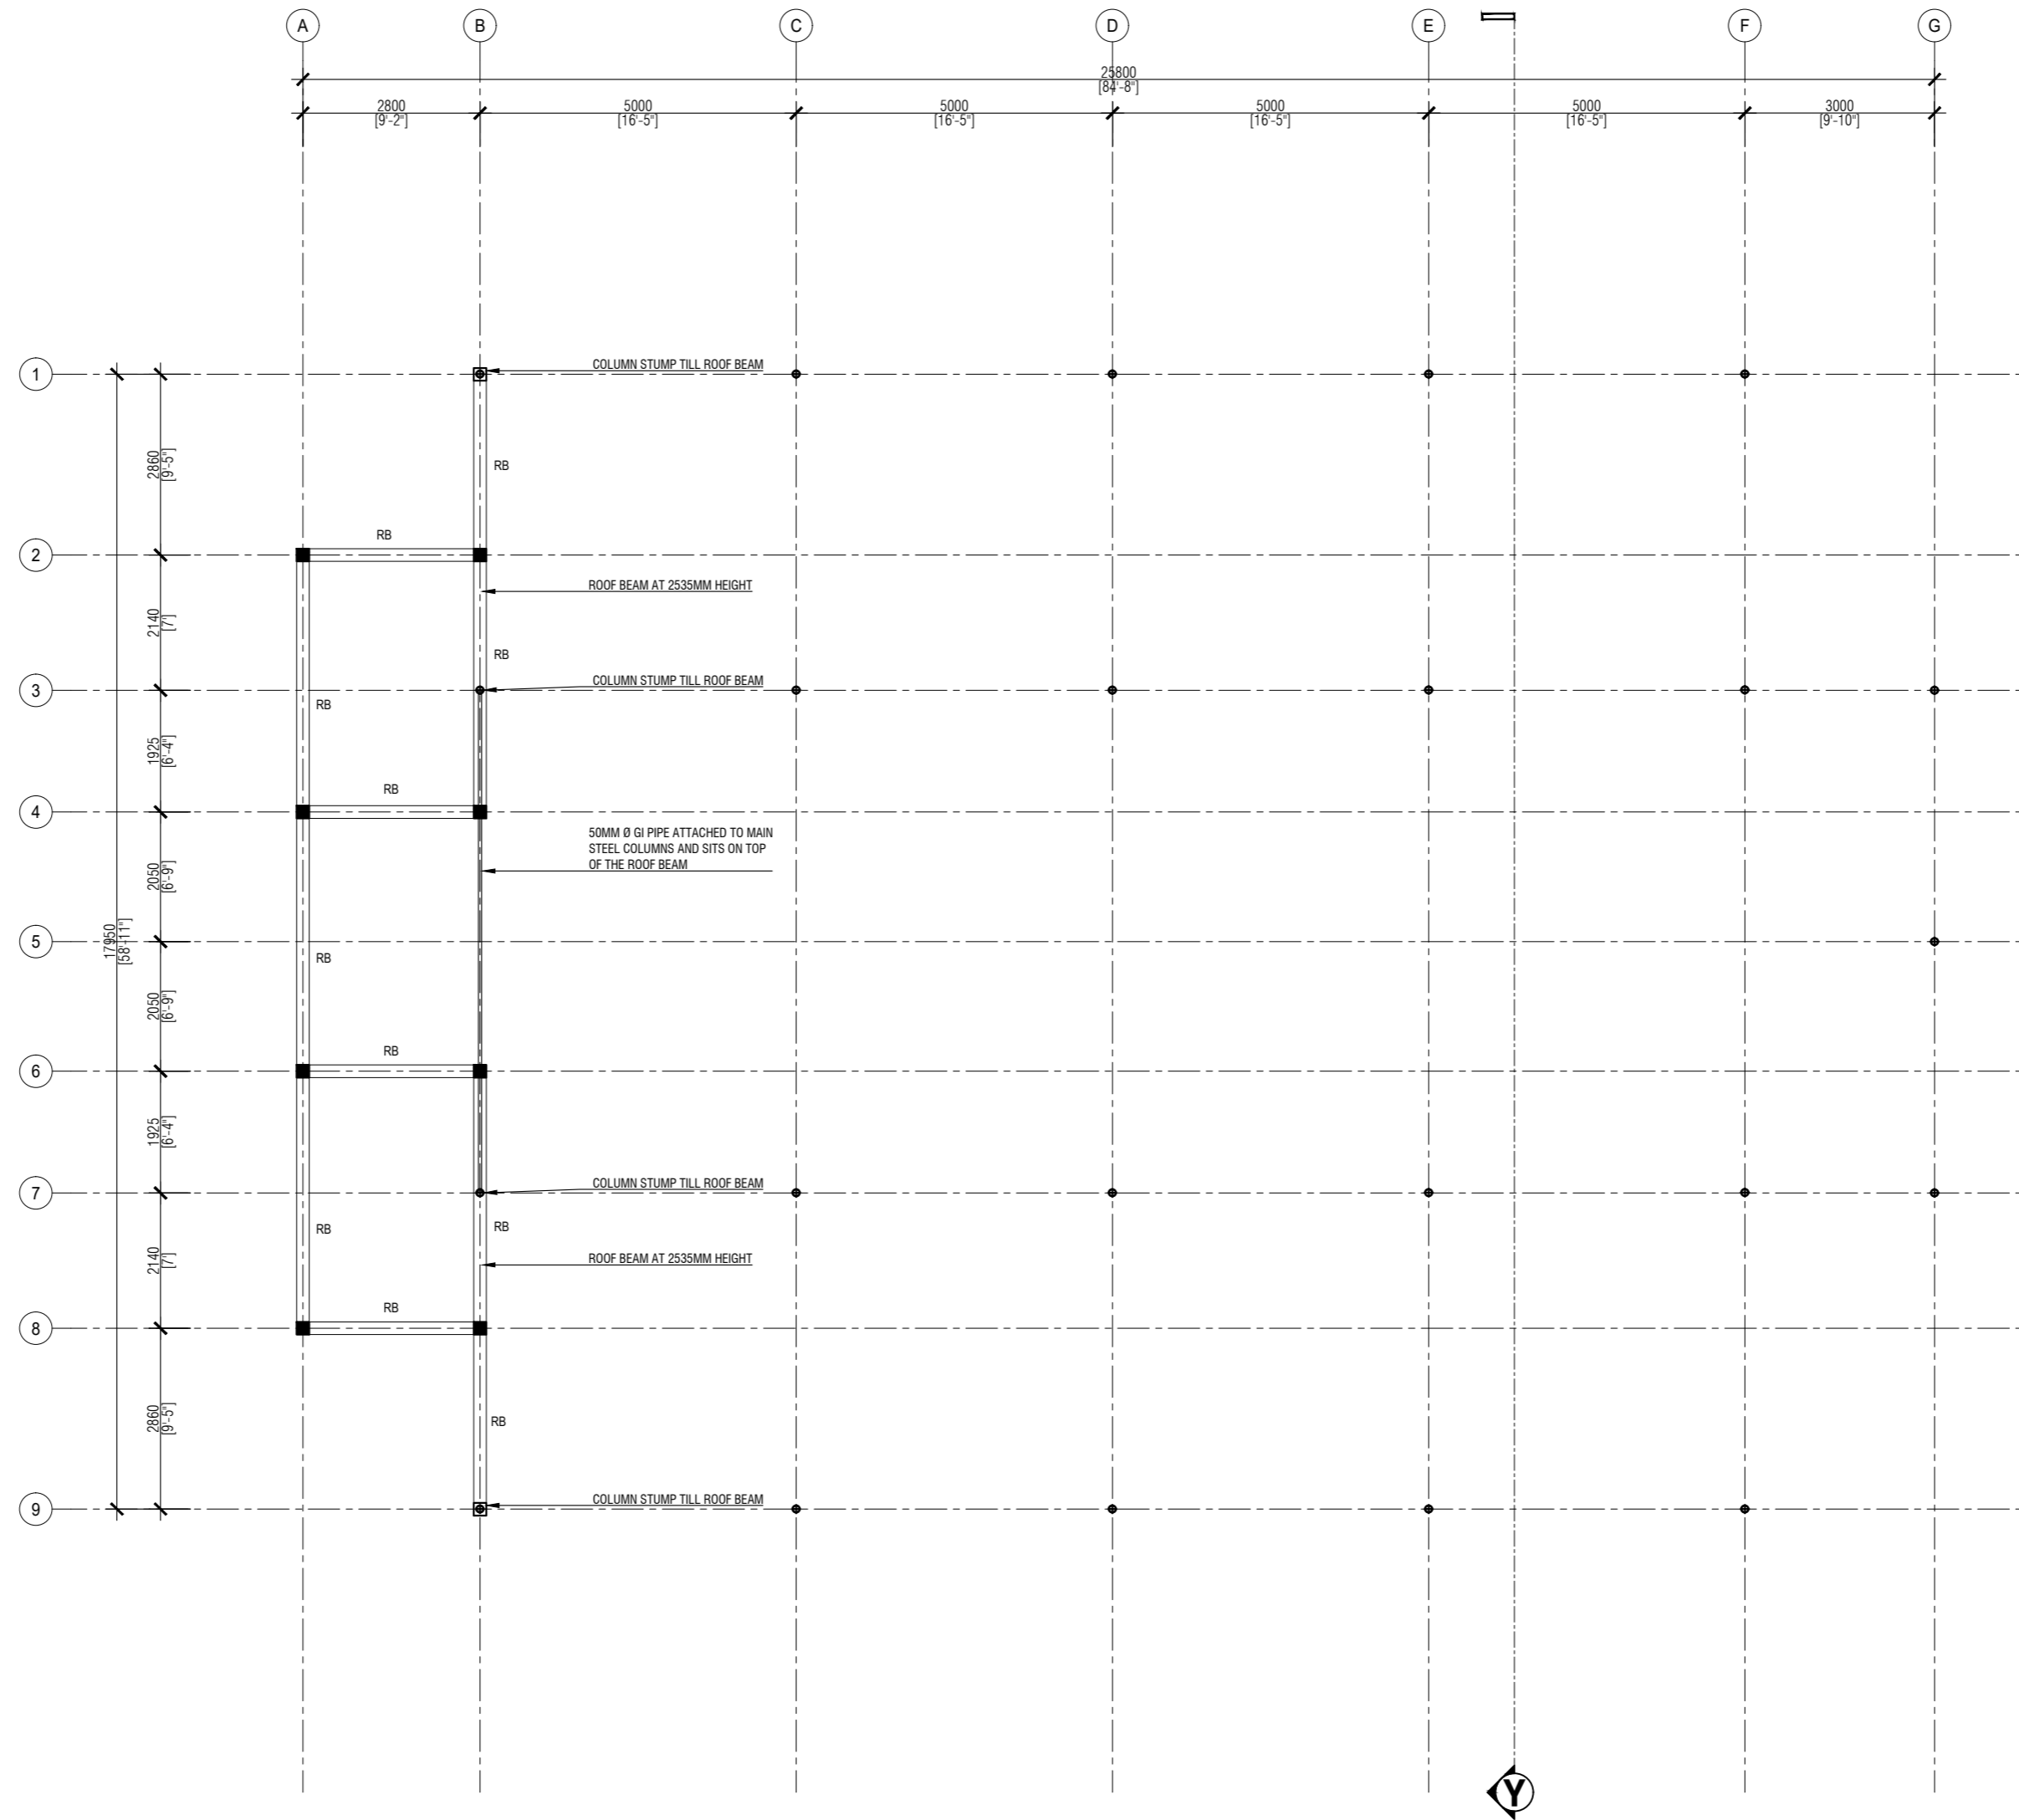 A B C D E F G
25800
[84'-8"]
2800 5000 5000 5000 5000 3000
[9'-2"] [16'-5"] [16'-5"] [16'-5"] [16'-5"] [9'-10"]
1
COLUMN STUMP TILL ROOF BEAM
2860
[9'-5"]
RB
RB
2
ROOF BEAM AT 2535MM HEIGHT
2140
[7']
RB
3
COLUMN STUMP TILL ROOF BEAM
RB
1925
[6'-4"]
RB
4
50MM Ø GI PIPE ATTACHED TO MAIN
STEEL COLUMNS AND SITS ON TOP
OF THE ROOF BEAM
2050
[6'-9"]
17950
[58'-11"]
5
RB
2050
[6'-9"]
RB
6
1925
[6'-4"]
COLUMN STUMP TILL ROOF BEAM
7
RB
RB
2140
[7']
ROOF BEAM AT 2535MM HEIGHT
RB
8
2860
[9'-5"]
RB
COLUMN STUMP TILL ROOF BEAM
9
Y